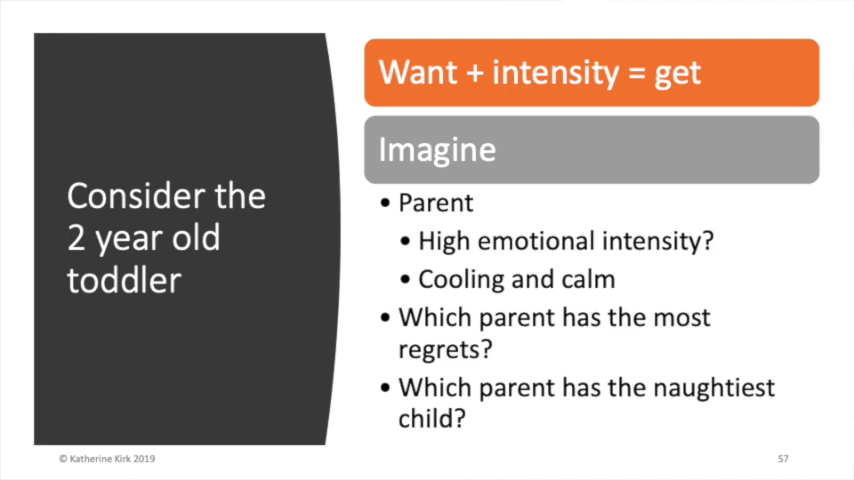 Consider the
2 year old
toddler
Want + intensity = get
Imagine
• Parent
• High emotional intensity?
• Cooling and calm
• Which parent has the most
regrets?
• Which parent has the naughtiest
child?
© Katherine Kirk 2019
57